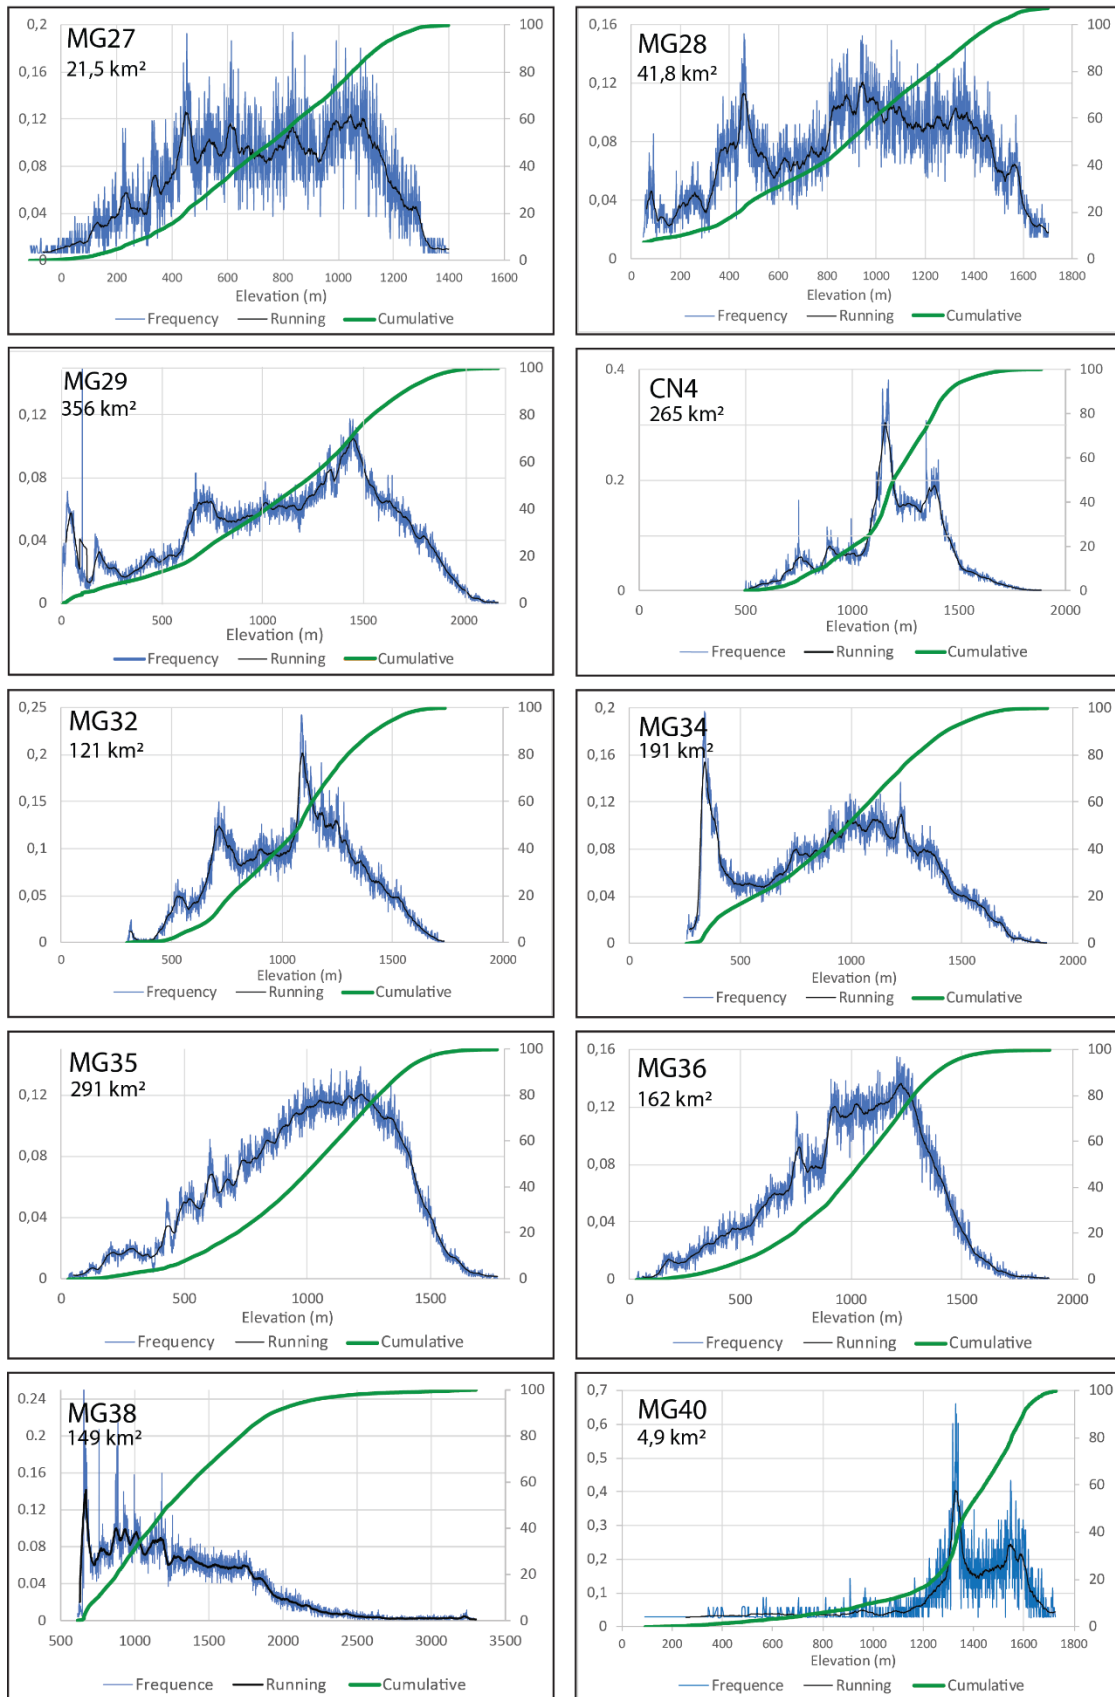 MG27
21,5 km²
0,2
0,16
0,12
0,08
0,04
0
100
80
60
40
20
0
0 200 400 600 800 1000 1200 1400 1600
Elevation (m)
Frequency Running Cumulative
MG28
41,8 km²
0,16
0,12
0,08
0,04
0
100
80
60
40
20
0
0 200 400 600 800 1000 1200 1400 1600 1800
Elevation (m)
Frequency Running Cumulative
MG29
356 km²
0,12
0,08
0,04
0
100
80
60
40
20
0
0 500 1000 1500 2000
Elevation (m)
Frequency Running Cumulative
CN4
265 km²
0.4
0.2
0
100
80
60
40
20
0
0 500 1000 1500 2000
Elevation (m)
Frequence Running Cumulative
MG32
121 km²
0,25
0,2
0,15
0,1
0,05
0
100
80
60
40
20
0
0 500 1000 1500 2000
Elevation (m)
Frequency Running Cumulative
MG34
191 km²
0,2
0,16
0,12
0,08
0,04
0
100
80
60
40
20
0
0 500 1000 1500 2000
Elevation (m)
Frequency Running Cumulative
MG35
291 km²
0,12
0,08
0,04
0
100
80
60
40
20
0
0 500 1000 1500
Elevation (m)
Frequency Running Cumulative
MG36
162 km²
0,16
0,12
0,08
0,04
0
100
80
60
40
20
0
0 500 1000 1500 2000
Elevation (m)
Frequency Running Cumulative
MG38
149 km²
0.24
0.2
0.16
0.12
0.08
0.04
0
100
80
60
40
20
0
500 1000 1500 2000 2500 3000 3500
Frequency Running Cumulative
MG40
4,9 km²
0,7
0,6
0,5
0,4
0,3
0,2
0,1
0
100
80
60
40
20
0
0 200 400 600 800 1000 1200 1400 1600 1800
Elevation (m)
Frequence Running Cumulative